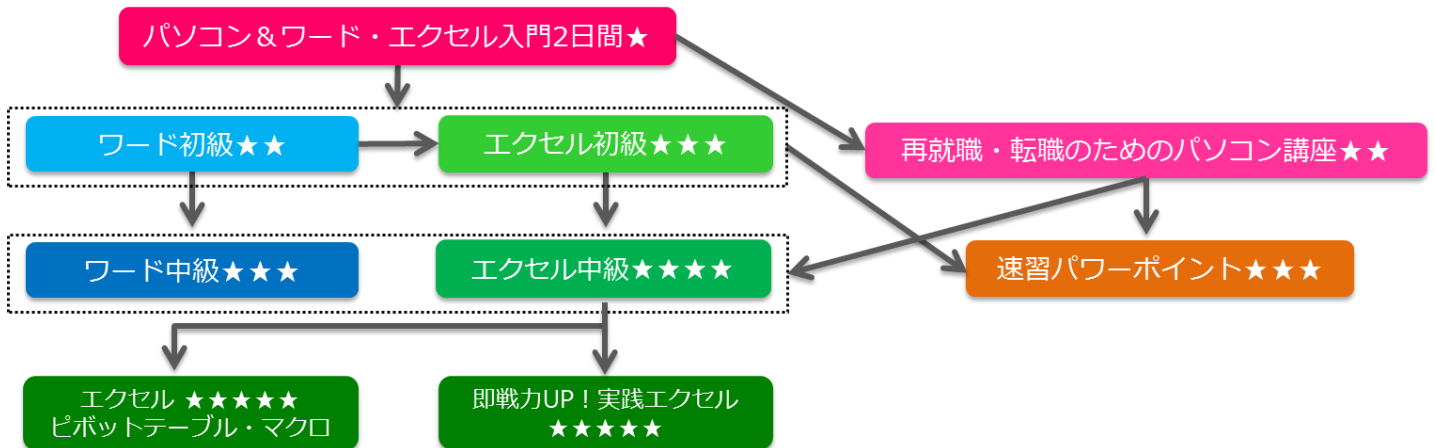 パソコン＆ワード・エクセル入門2日間★
ワード初級★★
エクセル初級★★★
再就職・転職のためのパソコン講座★★
ワード中級★★★
エクセル中級★★★★
速習パワーポイント★★★
エクセル ★★★★★
ピボットテーブル・マクロ
即戦力UP！実践エクセル
★★★★★